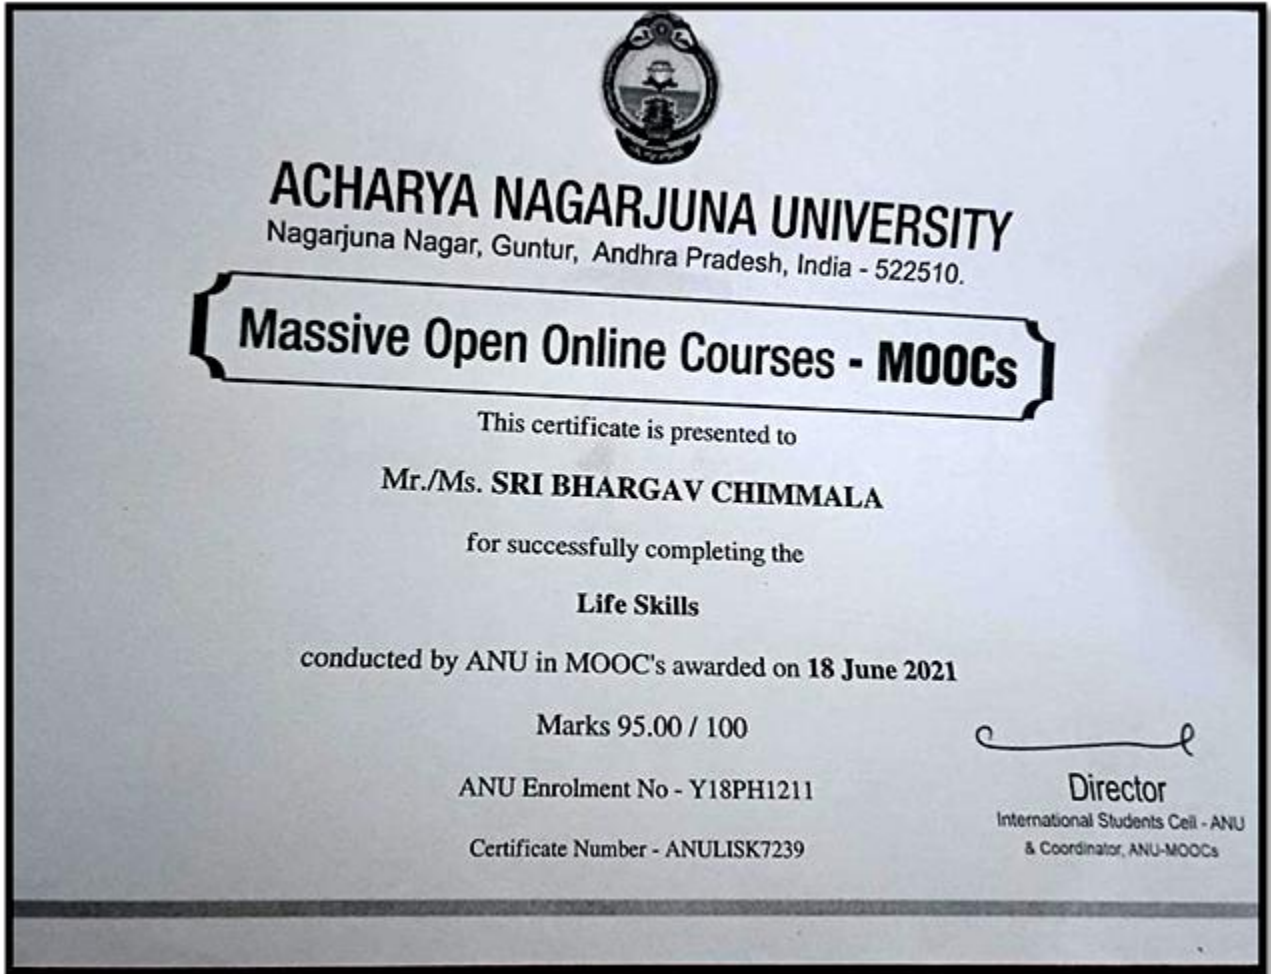 ACHARYA NAGARJUNA UNIVERSITY
Nagarjuna Nagar, Guntur, Andhra Pradesh, India - 522510.
Massive Open Online Courses - MOOCs
This certificate is presented to
Mr./Ms. SRI BHARGAV CHIMMALA
for successfully completing the
Life Skills
conducted by ANU in MOOC's awarded on 18 June 2021
Marks 95.00 / 100
ANU Enrolment No - Y18PH1211
Certificate Number - ANULISK7239
Director
International Students Cell - ANU
& Coordinator, ANU-MOOCs